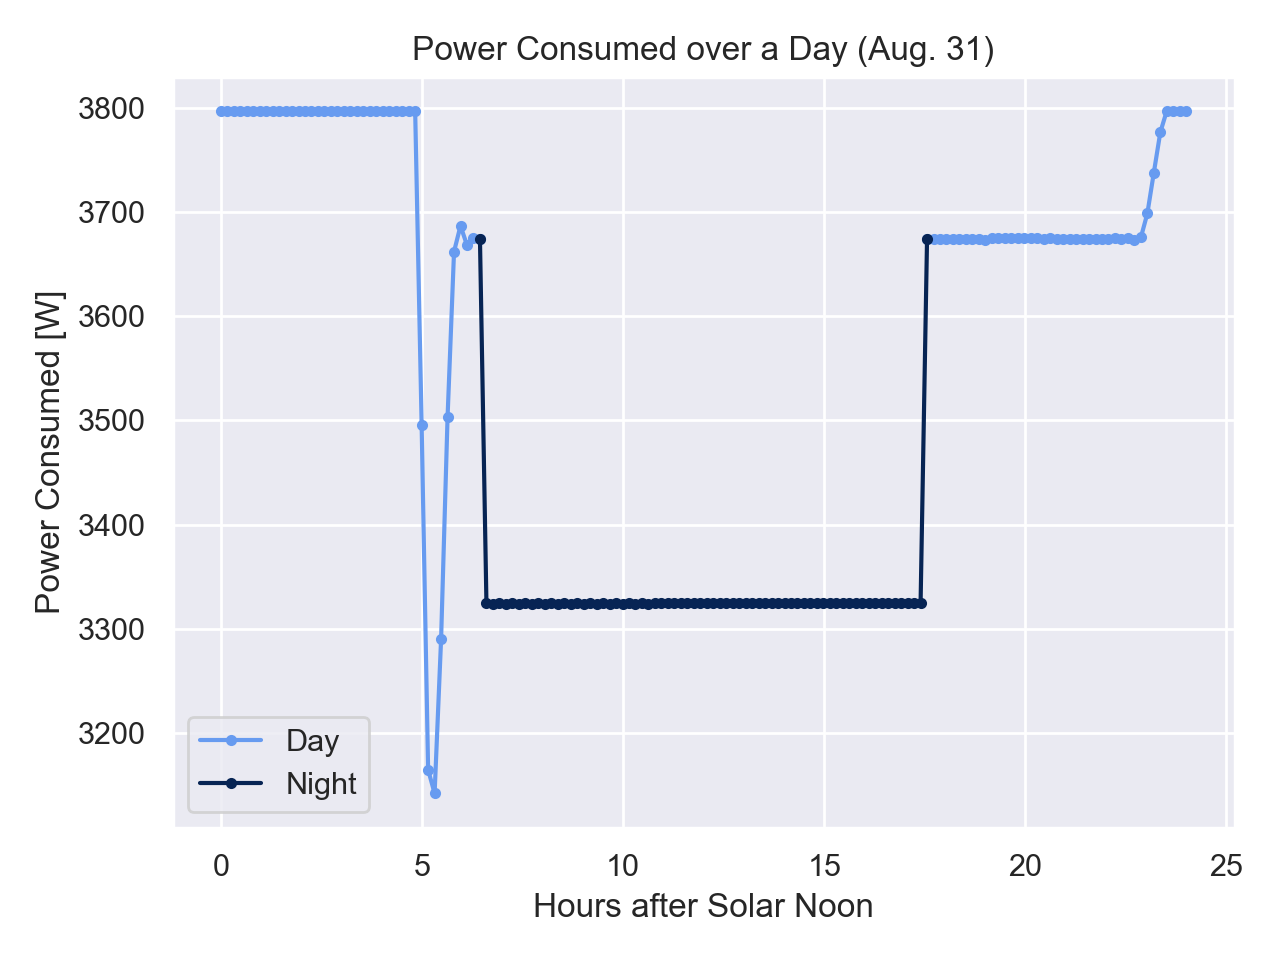 Power Consumed over a Day (Aug. 31)
Power Consumed [W]
3800
3700
3600
3500
3400
3300
3200
Day
Night
0 5 10 15 20 25
Hours after Solar Noon